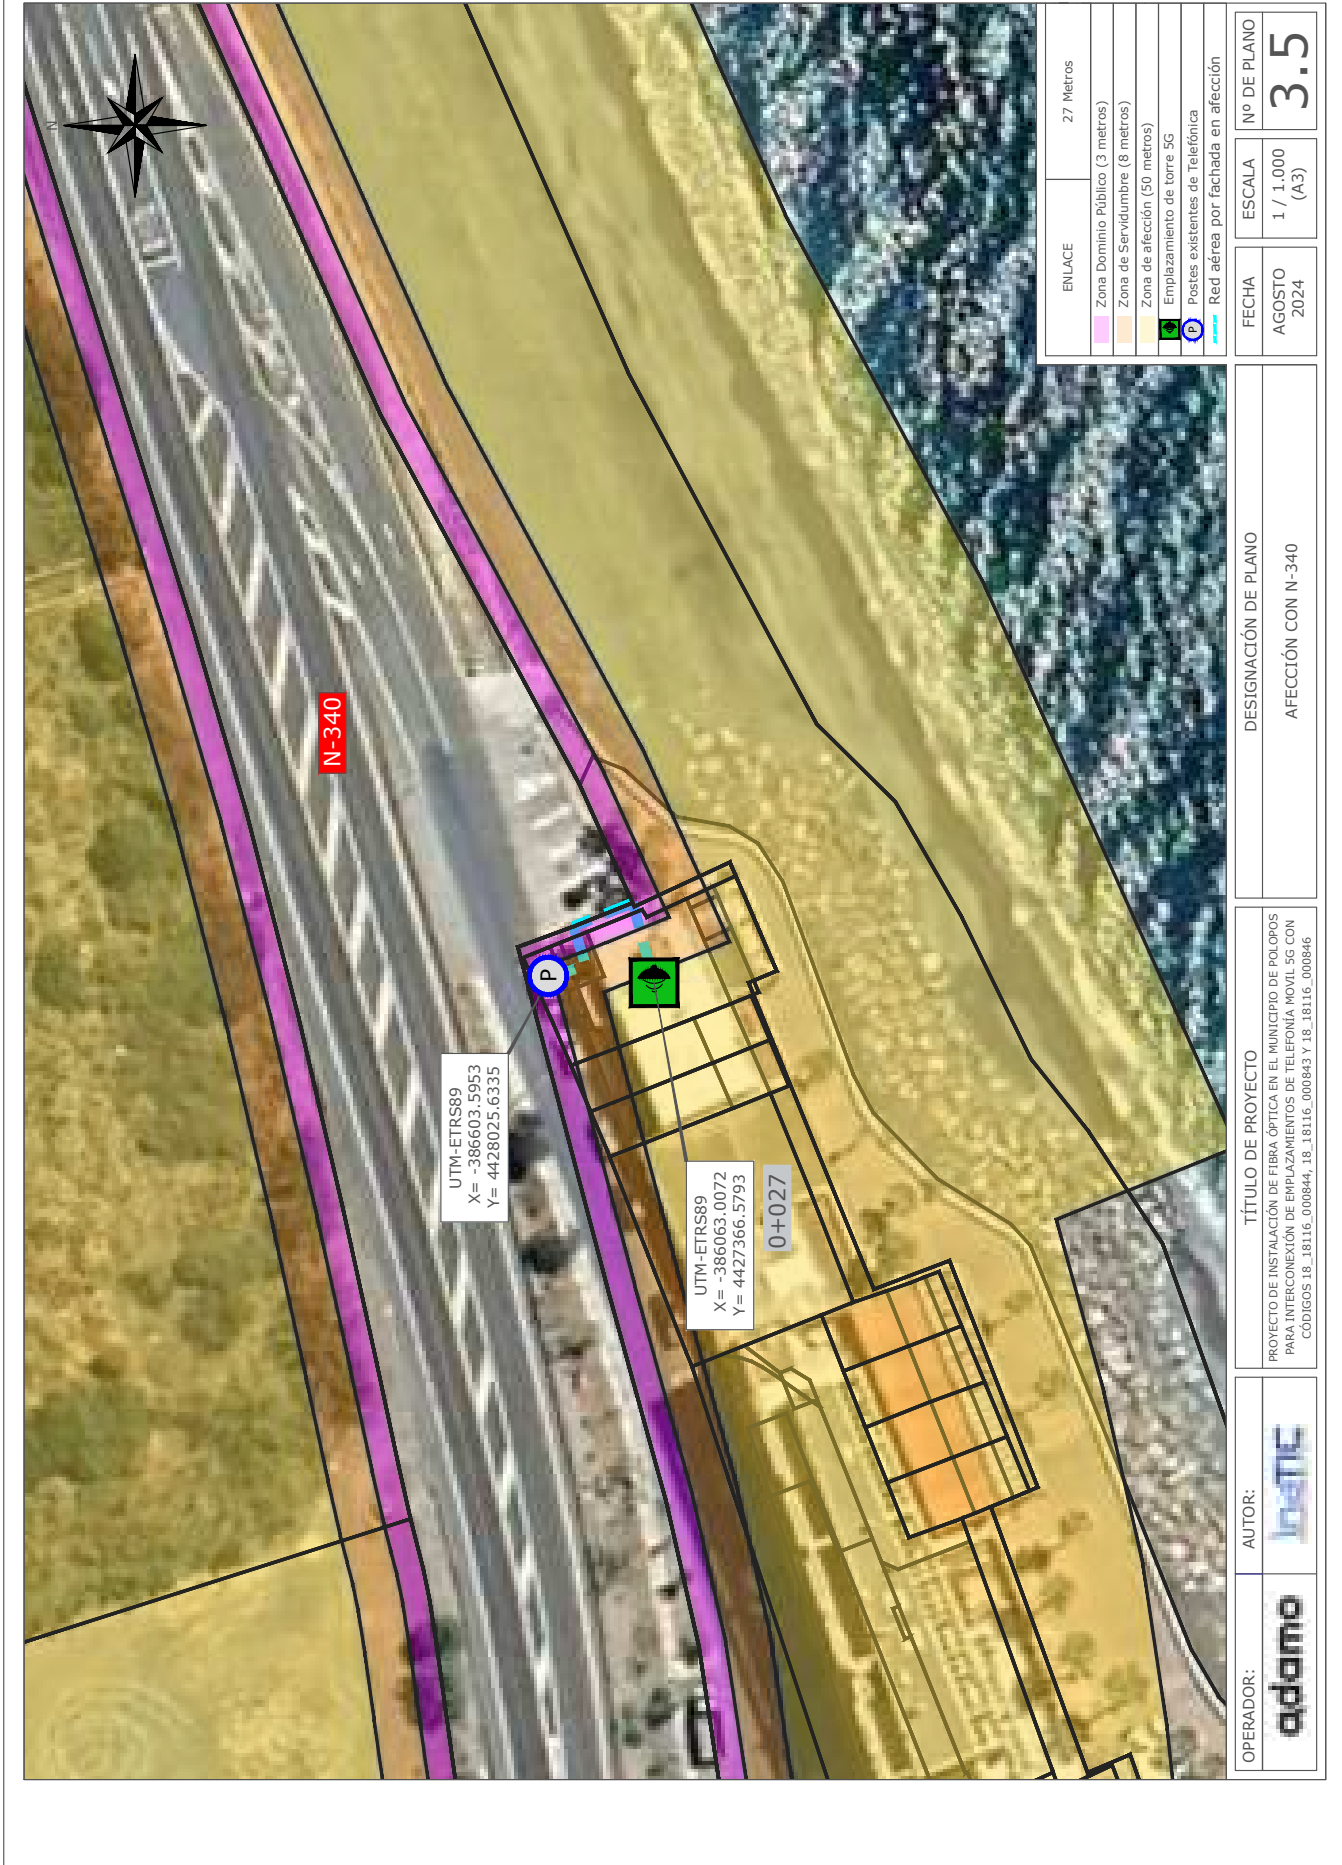 N
N-340
UTM-ETRS89
X= -386603.5953
Y= 4428025.6335
P
UTM-ETRS89
X= -386063.0072
Y= 4427366.5793
0+027
ENLACE
27 Metros
Zona Dominio Público (3 metros)
Zona de Servidumbre (8 metros)
Zona de afección (50 metros)
Emplazamiento de torre 5G
P
Postes existentes de Telefónica
Red aérea por fachada en afección
OPERADOR:
adamo
AUTOR:
IndTIC
TÍTULO DE PROYECTO
PROYECTO DE INSTALACIÓN DE FIBRA ÓPTICA EN EL MUNICIPIO DE POLOPOS
PARA INTERCONEXIÓN DE EMPLAZAMIENTOS DE TELEFONÍA MOVIL 5G CON
CÓDIGOS 18_18116_000844, 18_18116_000843 Y 18_18116_000846
DESIGNACIÓN DE PLANO
AFECCIÓN CON N-340
FECHA
AGOSTO
2024
ESCALA
1 / 1.000
(A3)
Nº DE PLANO
3.5